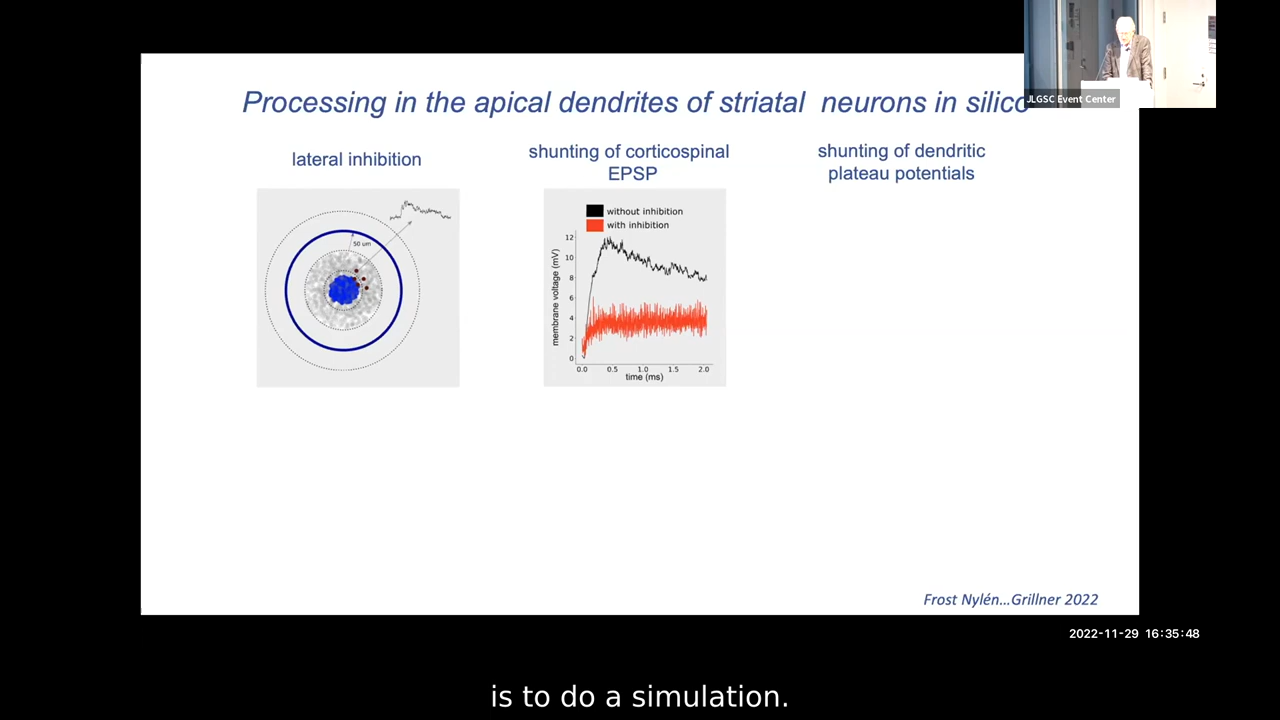 Processing in the apical dendrites of striatal neurons in silico
JLGSC Event Center
lateral inhibition
shunting of corticospinal
EPSP
shunting of dendritic
plateau potentials
50 um
without inhibition
with inhibition
membrane voltage (mV)
12
10
8
6
4
2
0
0.0 0.5 1.0 1.5 2.0
time (ms)
Frost Nylén...Grillner 2022
2022-11-29 16:35:48
is to do a simulation.